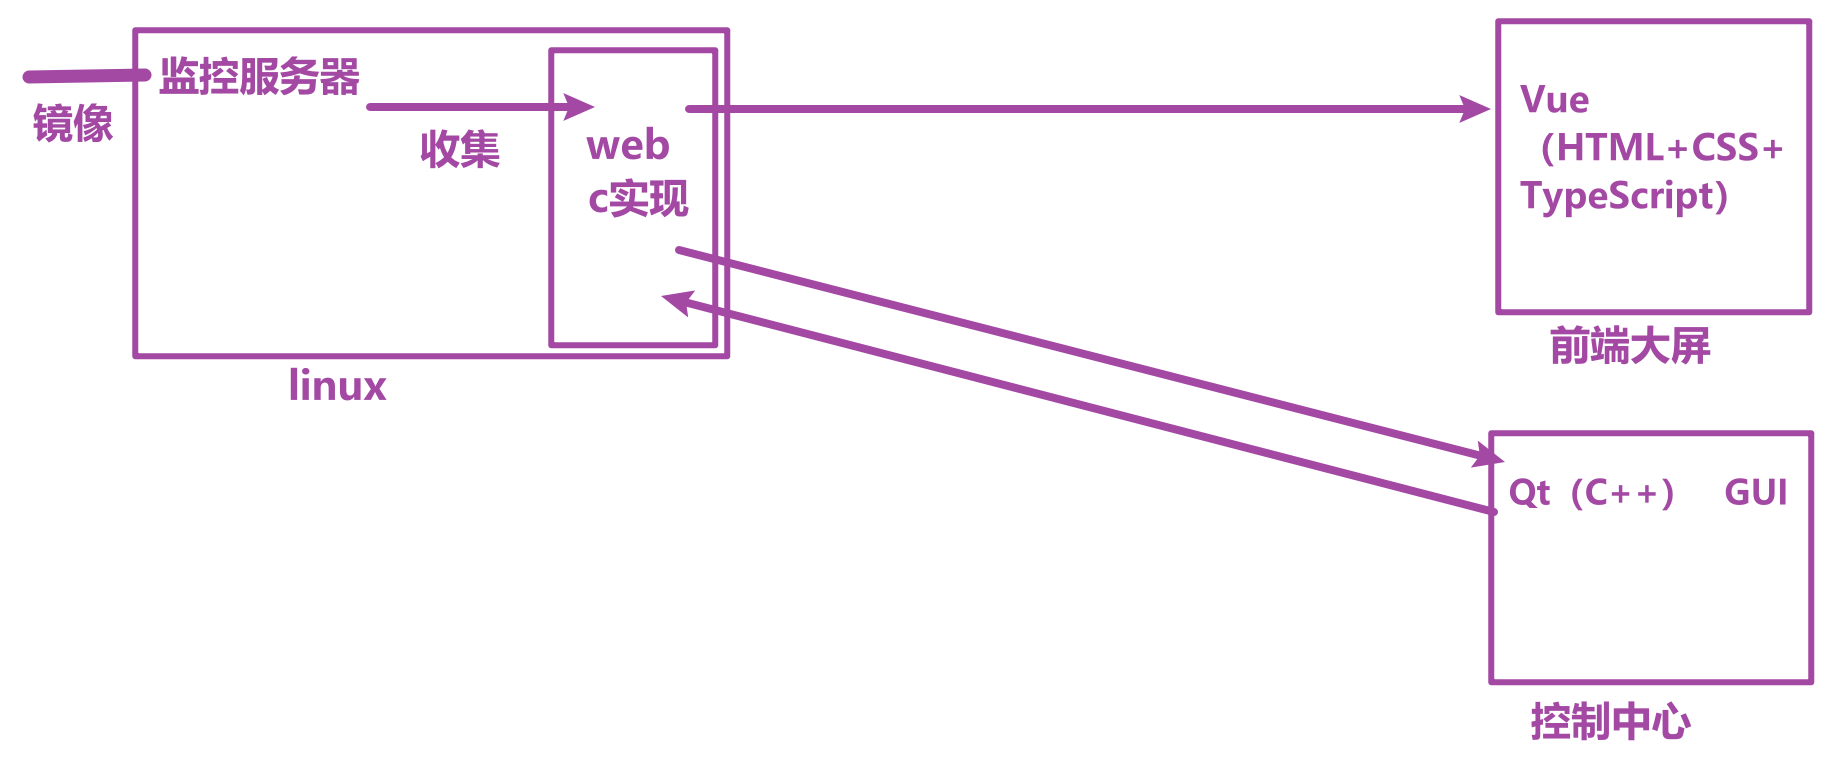 监控服务器
镜像
收集
web
c实现
linux
Vue
（HTML+CSS+
TypeScript）
前端大屏
Qt（C++） GUI
控制中心